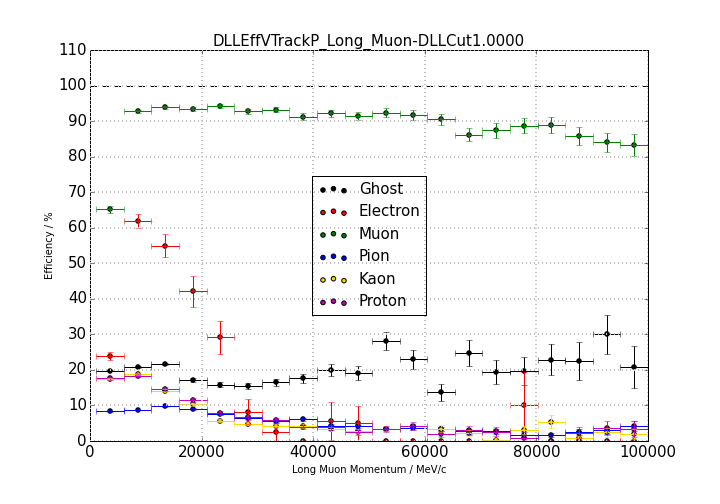 DLLEffVTrackP_Long_Muon-DLLCut1.0000
110
100
90
80
70
60
50
40
30
20
10
0
Efficiency / %
Ghost
Electron
Muon
Pion
Kaon
Proton
0 20000 40000 60000 80000 100000
Long Muon Momentum / MeV/c